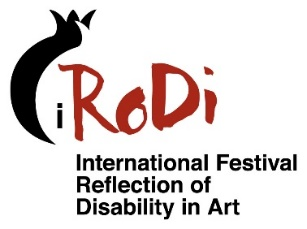 iRoDi
International Festival
Reflection of
Disability in Art